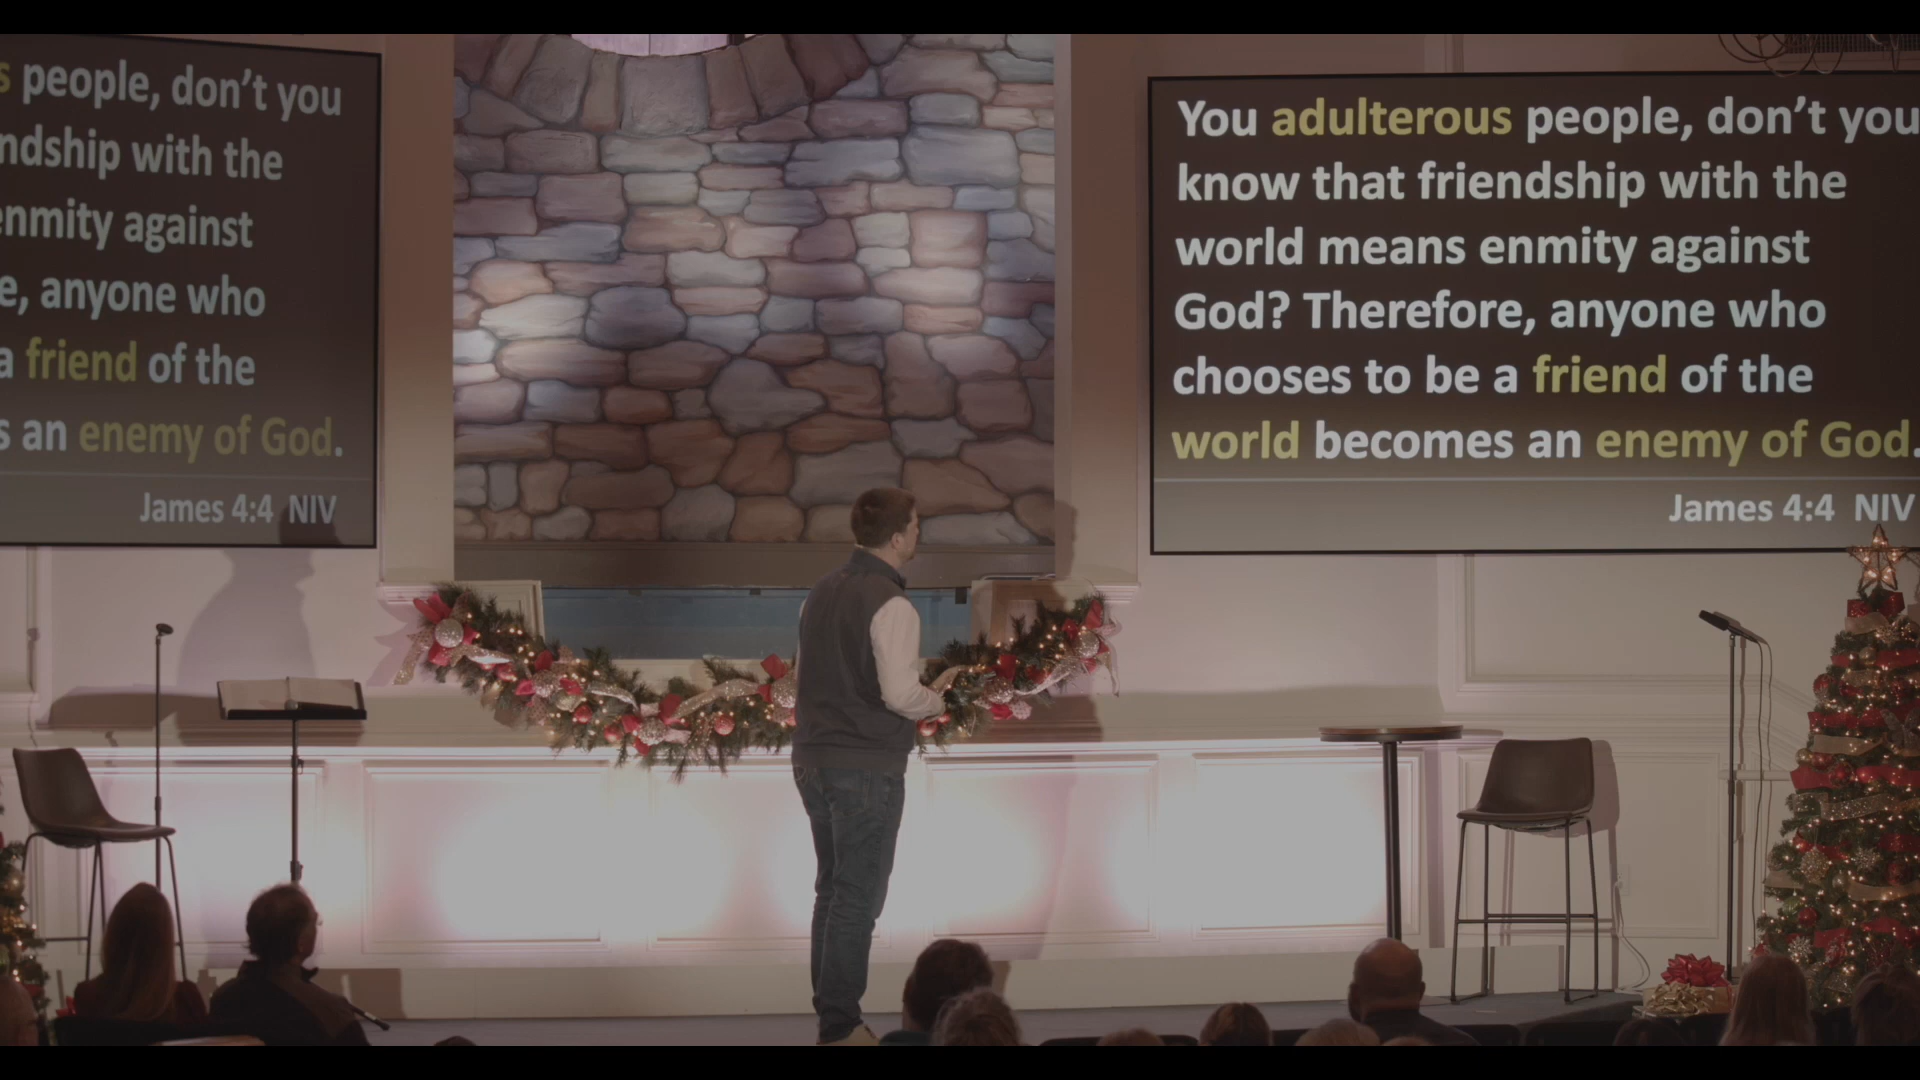 s people, don’t you
ndship with the
enmity against
e, anyone who
a friend of the
s an enemy of God.
James 4:4 NIV
You adulterous people, don’t you
know that friendship with the
world means enmity against
God? Therefore, anyone who
chooses to be a friend of the
world becomes an enemy of God.
James 4:4 NIV